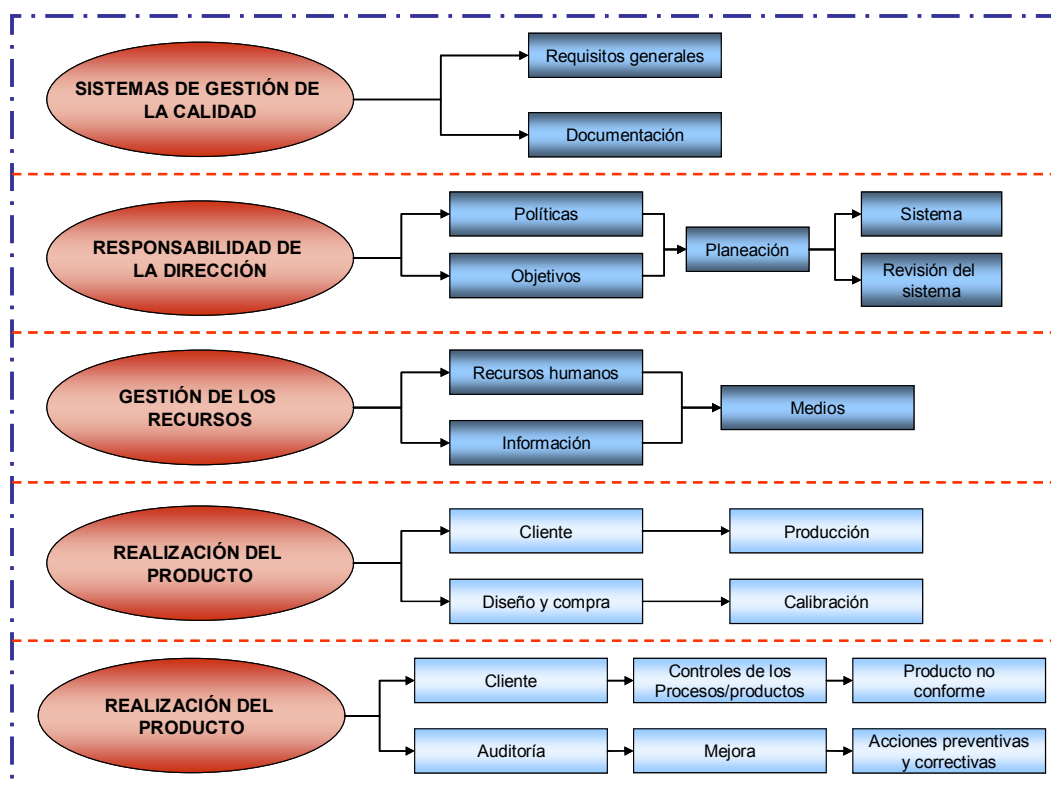 SISTEMAS DE GESTIÓN DE
LA CALIDAD
Requisitos generales
Documentación
RESPONSABILIDAD DE
LA DIRECCIÓN
Políticas
Objetivos
Planeación
Sistema
Revisión del
sistema
GESTIÓN DE LOS
RECURSOS
Recursos humanos
Información
Medios
REALIZACIÓN DEL
PRODUCTO
Cliente
Producción
Diseño y compra
Calibración
REALIZACIÓN DEL
PRODUCTO
Cliente
Controles de los
Procesos/productos
Producto no
conforme
Auditoría
Mejora
Acciones preventivas
y correctivas